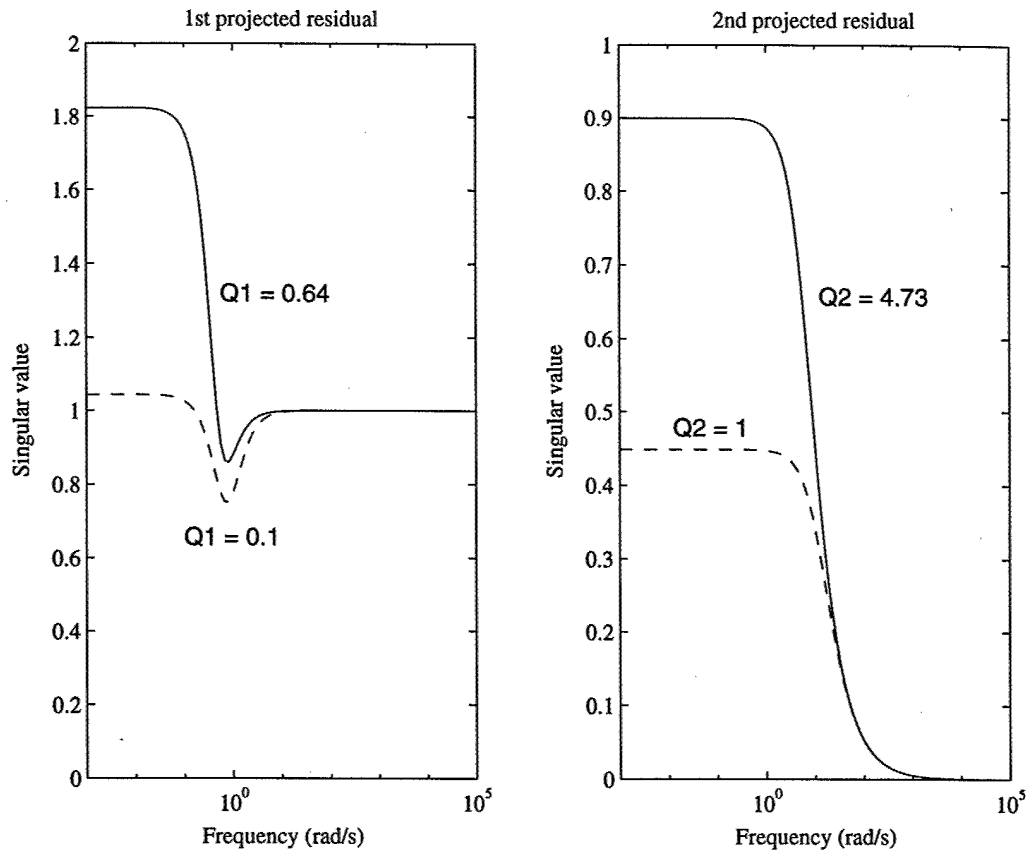 1st projected residual
2
1.8
1.6
1.4
1.2
1
0.8
0.6
0.4
0.2
0
Singular value
Q1 = 0.64
Q1 = 0.1
10^0
10^5
Frequency (rad/s)
2nd projected residual
1
0.9
0.8
0.7
0.6
0.5
0.4
0.3
0.2
0.1
0
Singular value
Q2 = 4.73
Q2 = 1
10^0
10^5
Frequency (rad/s)